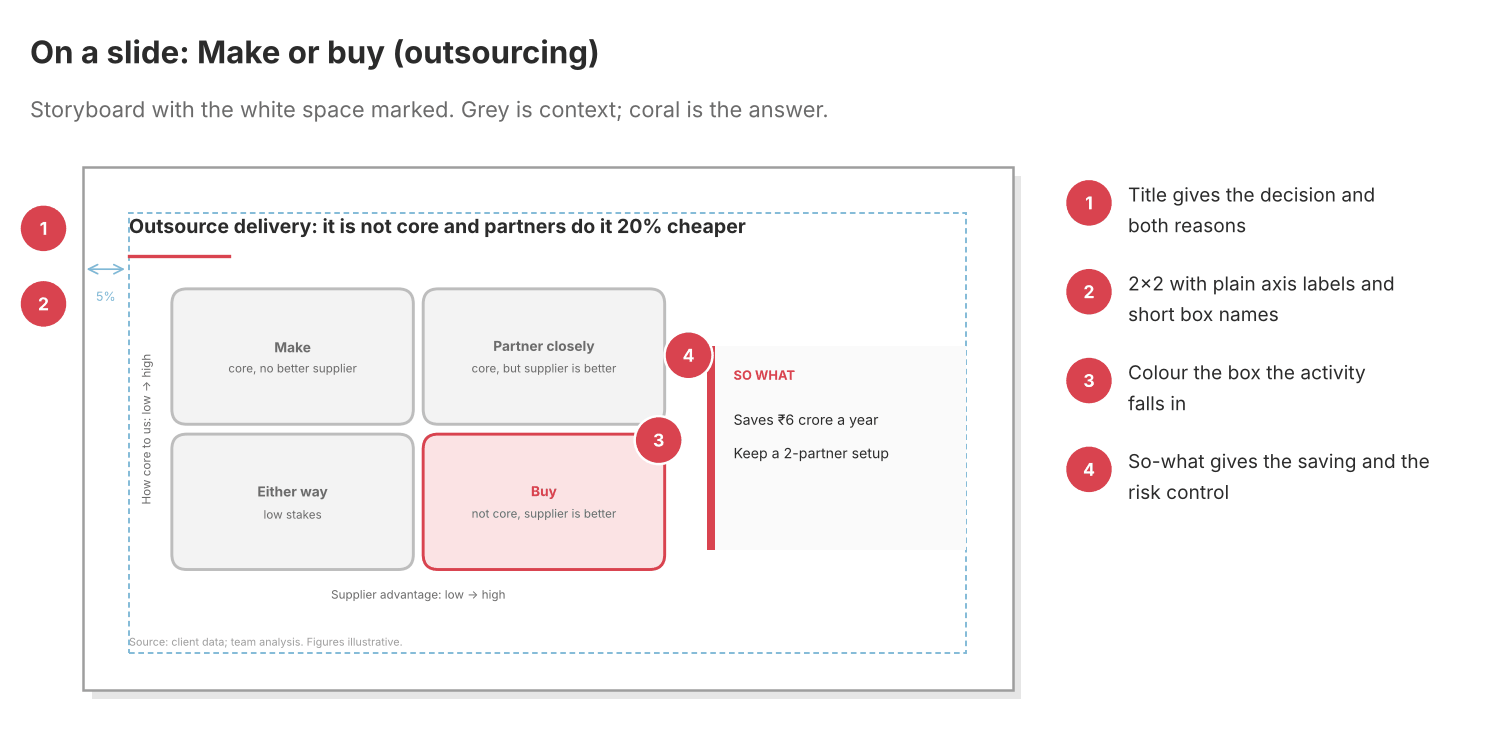 On a slide: Make or buy (outsourcing)
Storyboard with the white space marked. Grey is context; coral is the answer.
1
2
5%
Outsource delivery: it is not core and partners do it 20% cheaper
How core to us: low → high
Make
core, no better supplier
Partner closely
core, but supplier is better
Either way
low stakes
3
Buy
not core, supplier is better
Supplier advantage: low → high
4
SO WHAT
Saves ₹6 crore a year
Keep a 2-partner setup
Source: client data; team analysis. Figures illustrative.
1
Title gives the decision and
both reasons
2
2×2 with plain axis labels and
short box names
3
Colour the box the activity
falls in
4
So-what gives the saving and the
risk control